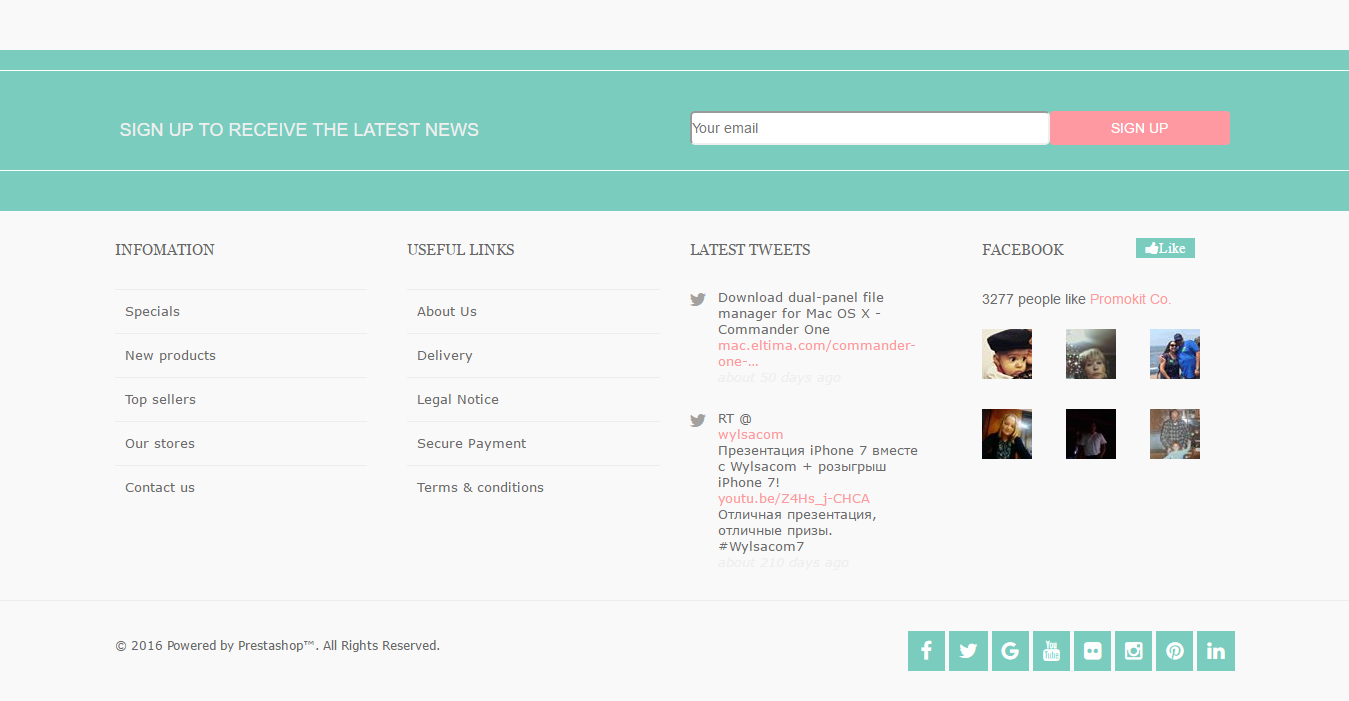 SIGN UP TO RECEIVE THE LATEST NEWS
Your email
SIGN UP
INFOMATION
Specials
New products
Top sellers
Our stores
Contact us
USEFUL LINKS
About Us
Delivery
Legal Notice
Secure Payment
Terms & conditions
LATEST TWEETS
Download dual-panel file
manager for Mac OS X -
Commander One
mac.eltima.com/commander-
one-...
about 50 days ago
RT @
wylsacom
Презентация iPhone 7 вместе
с Wylsacom + розыгрыш
iPhone 7!
youtu.be/Z4Hs_j-CHCA
Отличная презентация,
отличные призы.
#Wylsacom7
about 210 days ago
FACEBOOK
Like
3277 people like Promokit Co.
© 2016 Powered by Prestashop™. All Rights Reserved.
You
Tube